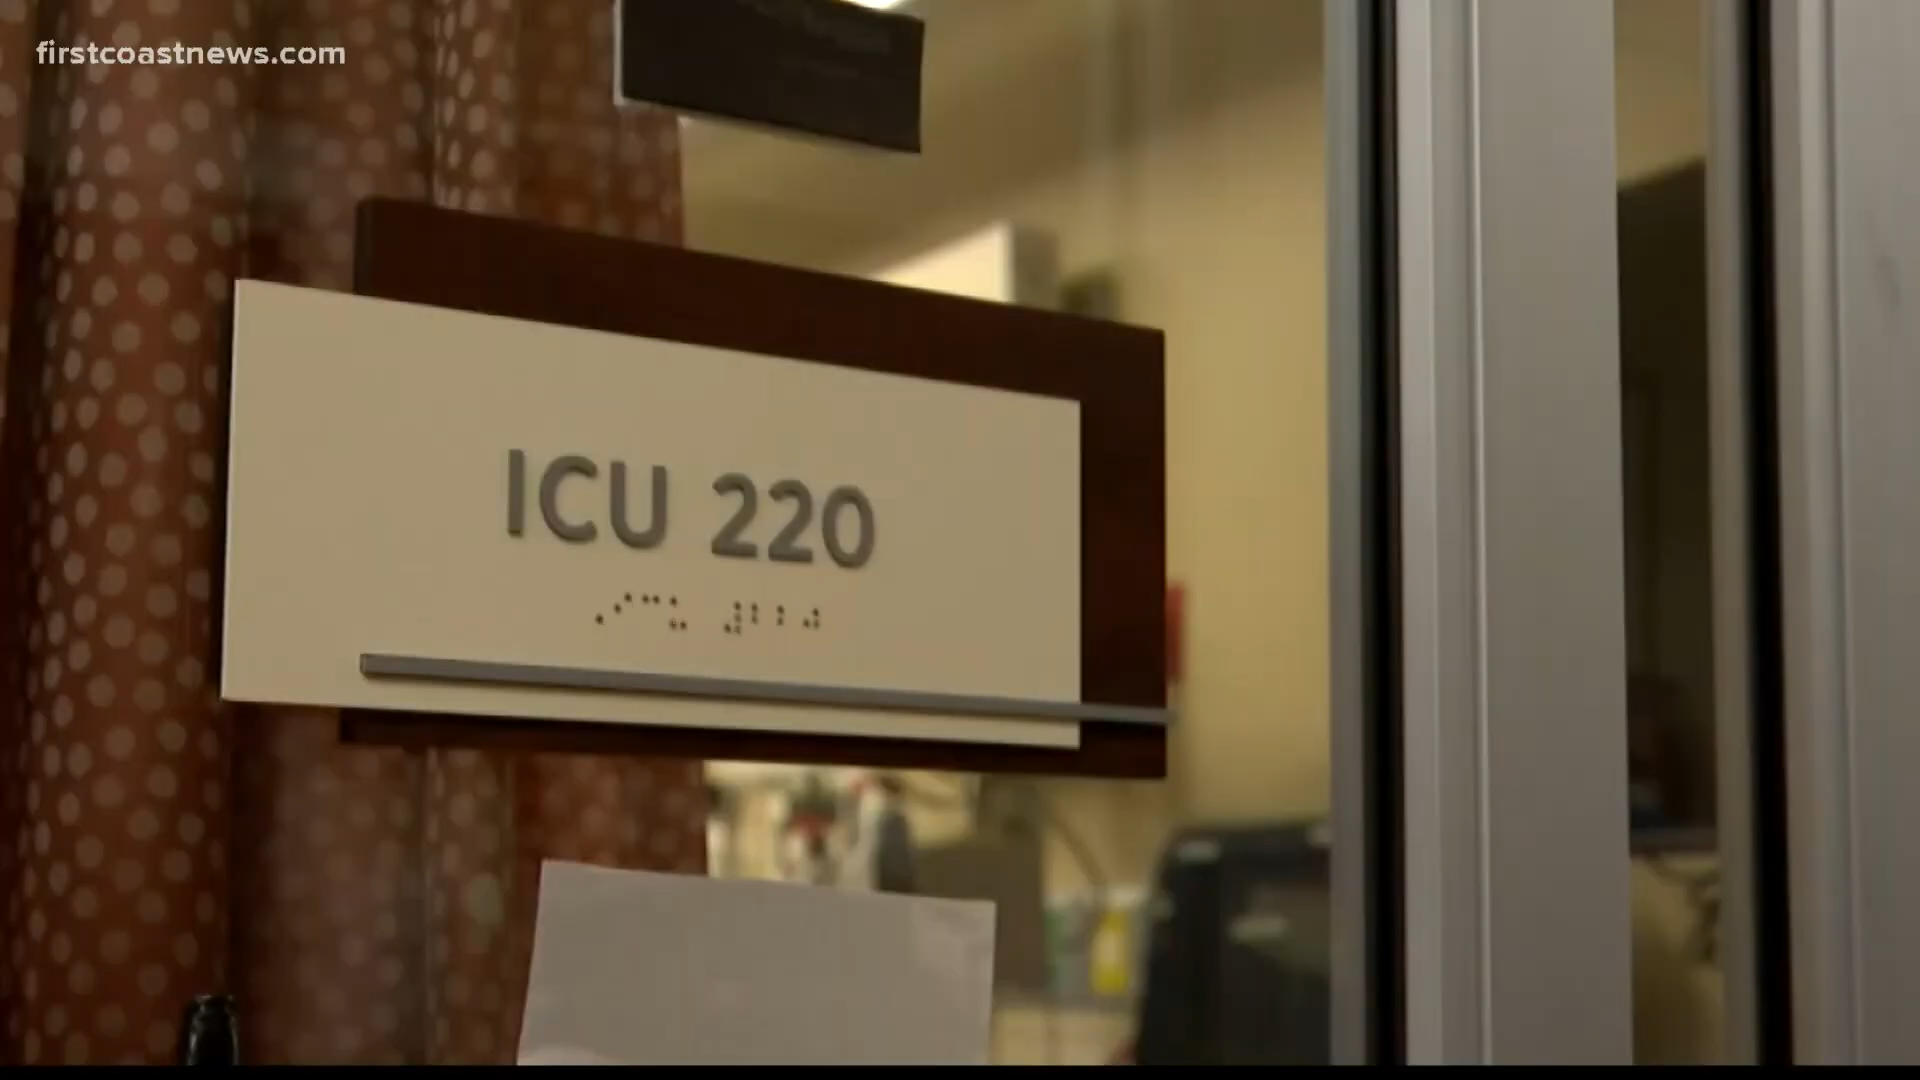 firstcoastnews.com
ICU 220
⠠⠊⠉⠥ ⠼⠃⠃⠚